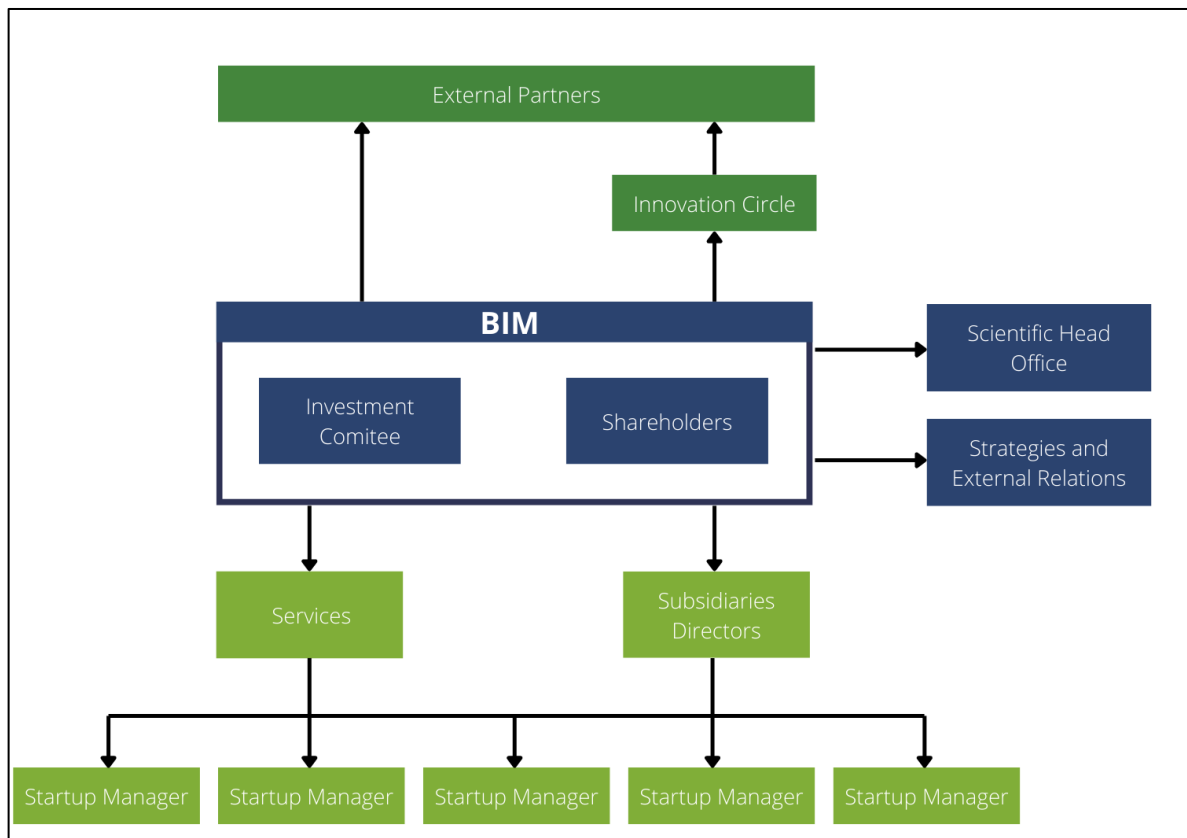 External Partners
Innovation Circle
BIM
Scientific Head
Office
Investment
Comitee
Shareholders
Strategies and
External Relations
Services
Subsidiaries
Directors
Startup Manager
Startup Manager
Startup Manager
Startup Manager
Startup Manager